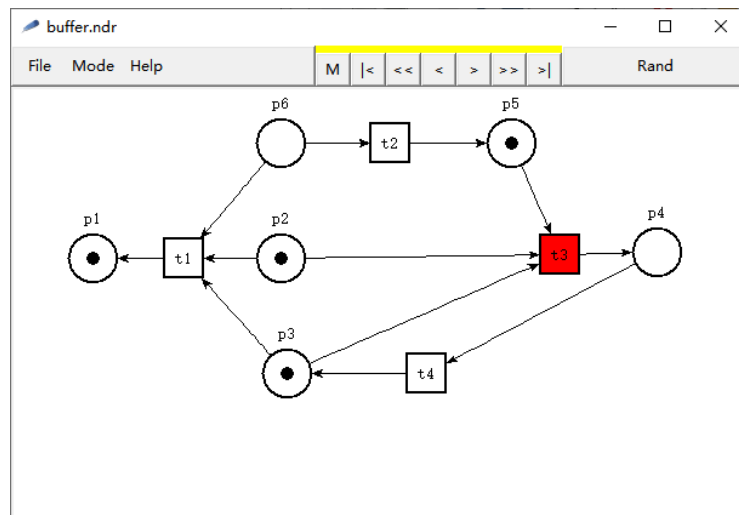 buffer.ndr
File Mode Help M |< << < > >> >| Rand
p6 p5
t2
p1 p2 p4
t1 t3
p3
t4